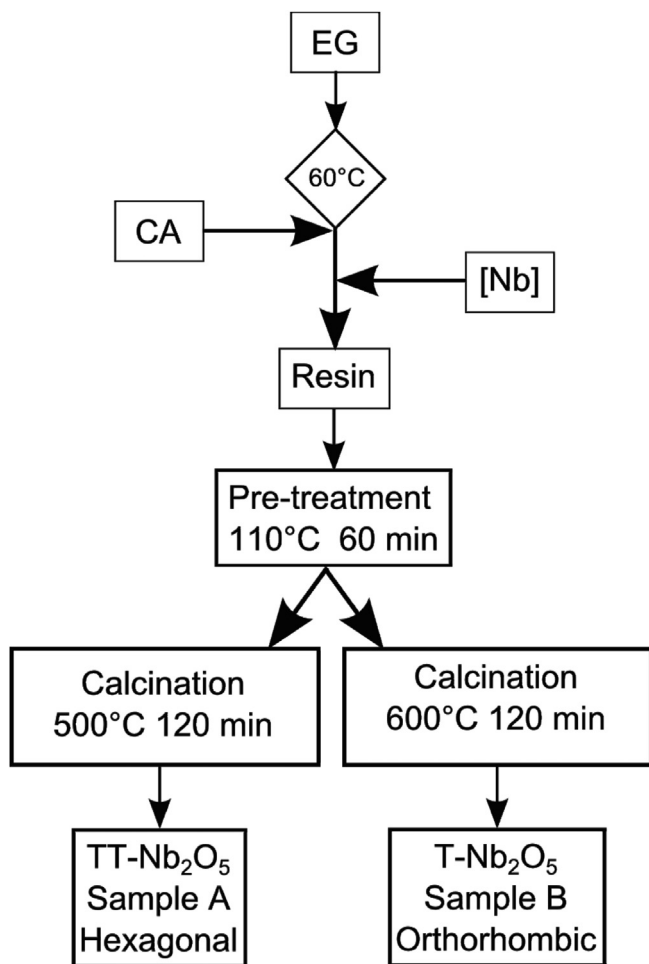 EG
60°C
CA
[Nb]
Resin
Pre-treatment
110°C 60 min
Calcination
500°C 120 min
Calcination
600°C 120 min
TT-Nb₂O₅
Sample A
Hexagonal
T-Nb₂O₅
Sample B
Orthorhombic